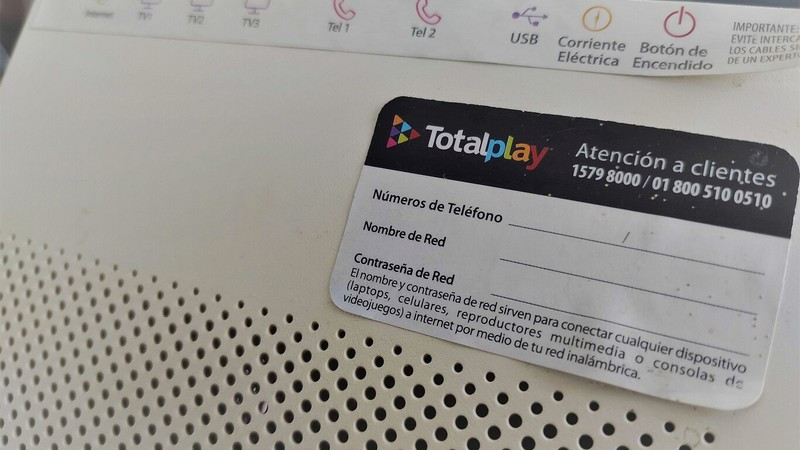 Internet TV1 TV2 TV3 Tel 1 Tel 2 USB Corriente Eléctrica Botón de Encendido
IMPORTANTE:
EVITE INTERCA
LOS CABLES SI
DE UN EXPERTO
Totalplay
Atención a clientes
1579 8000 / 01 800 510 0510
Números de Teléfono /
Nombre de Red
Contraseña de Red
El nombre y contraseña de red sirven para conectar cualquier dispositivo
(laptops, celulares, reproductores multimedia o consolas de
videojuegos) a internet por medio de tu red inalámbrica.